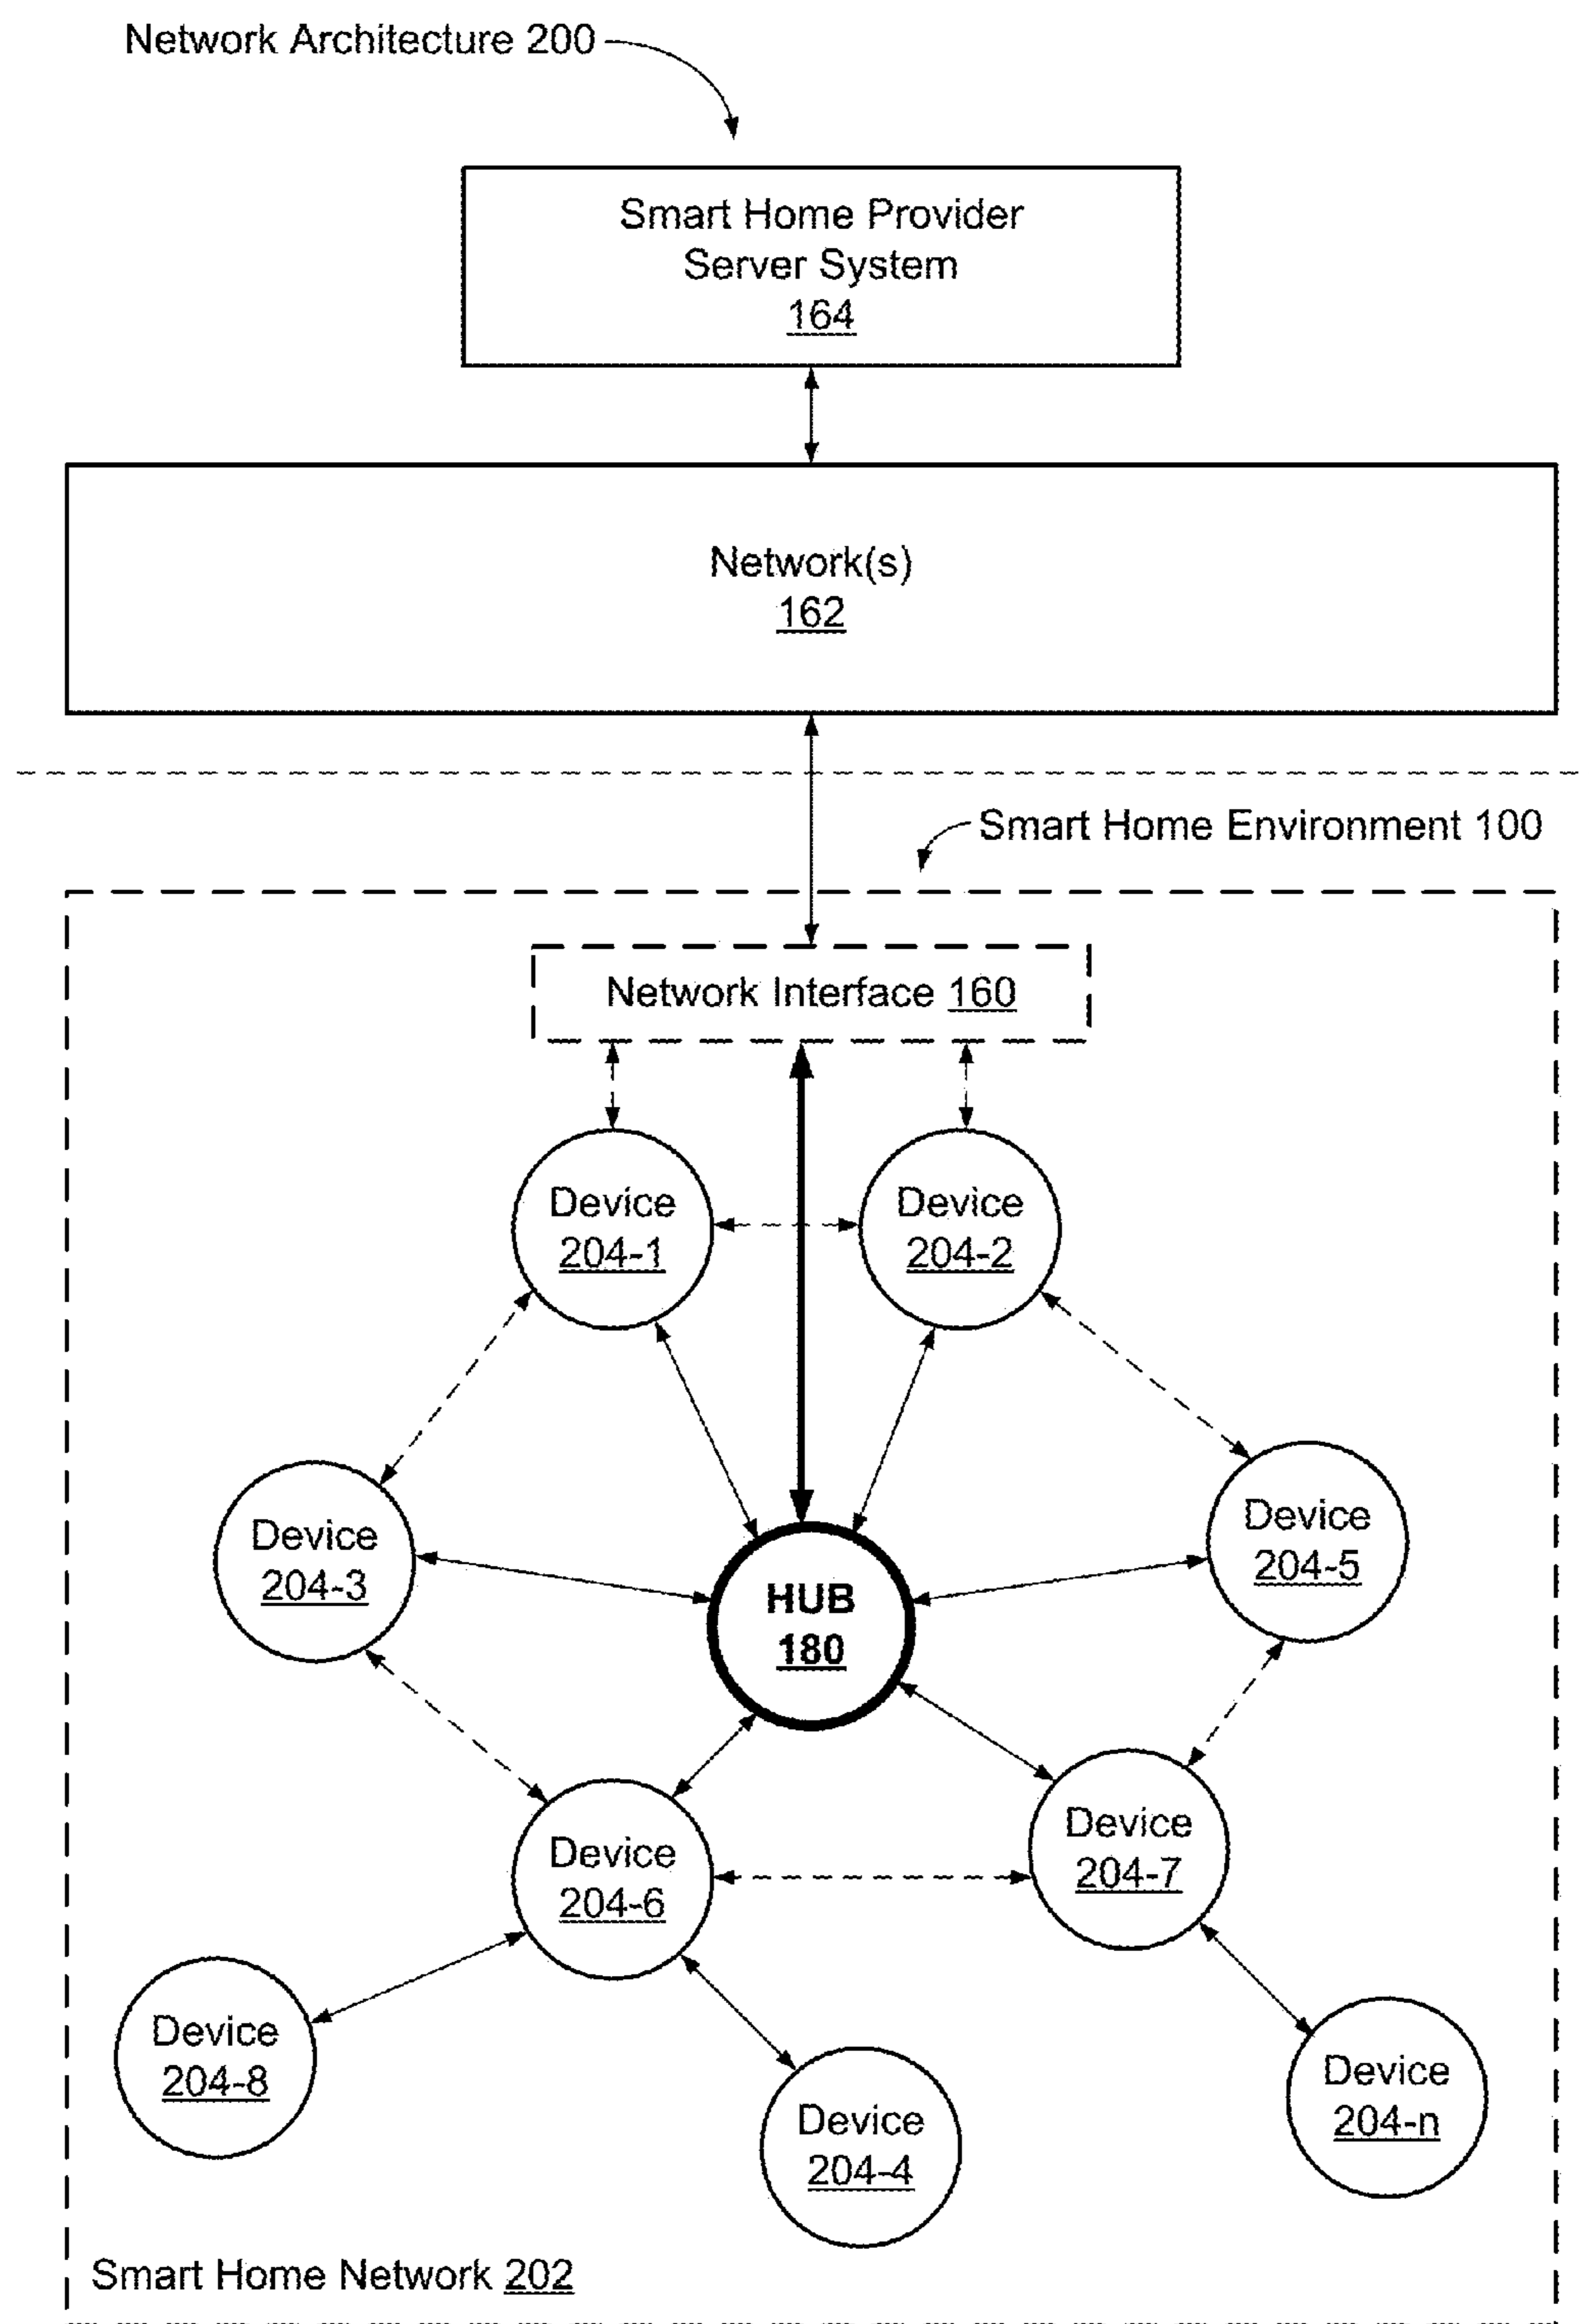 Network Architecture 200
Smart Home Provider
Server System
164
Network(s)
162
Smart Home Environment 100
Network Interface 160
Device
204-1
Device
204-2
Device
204-3
Device
204-5
HUB
180
Device
204-6
Device
204-7
Device
204-8
Device
204-4
Device
204-n
Smart Home Network 202